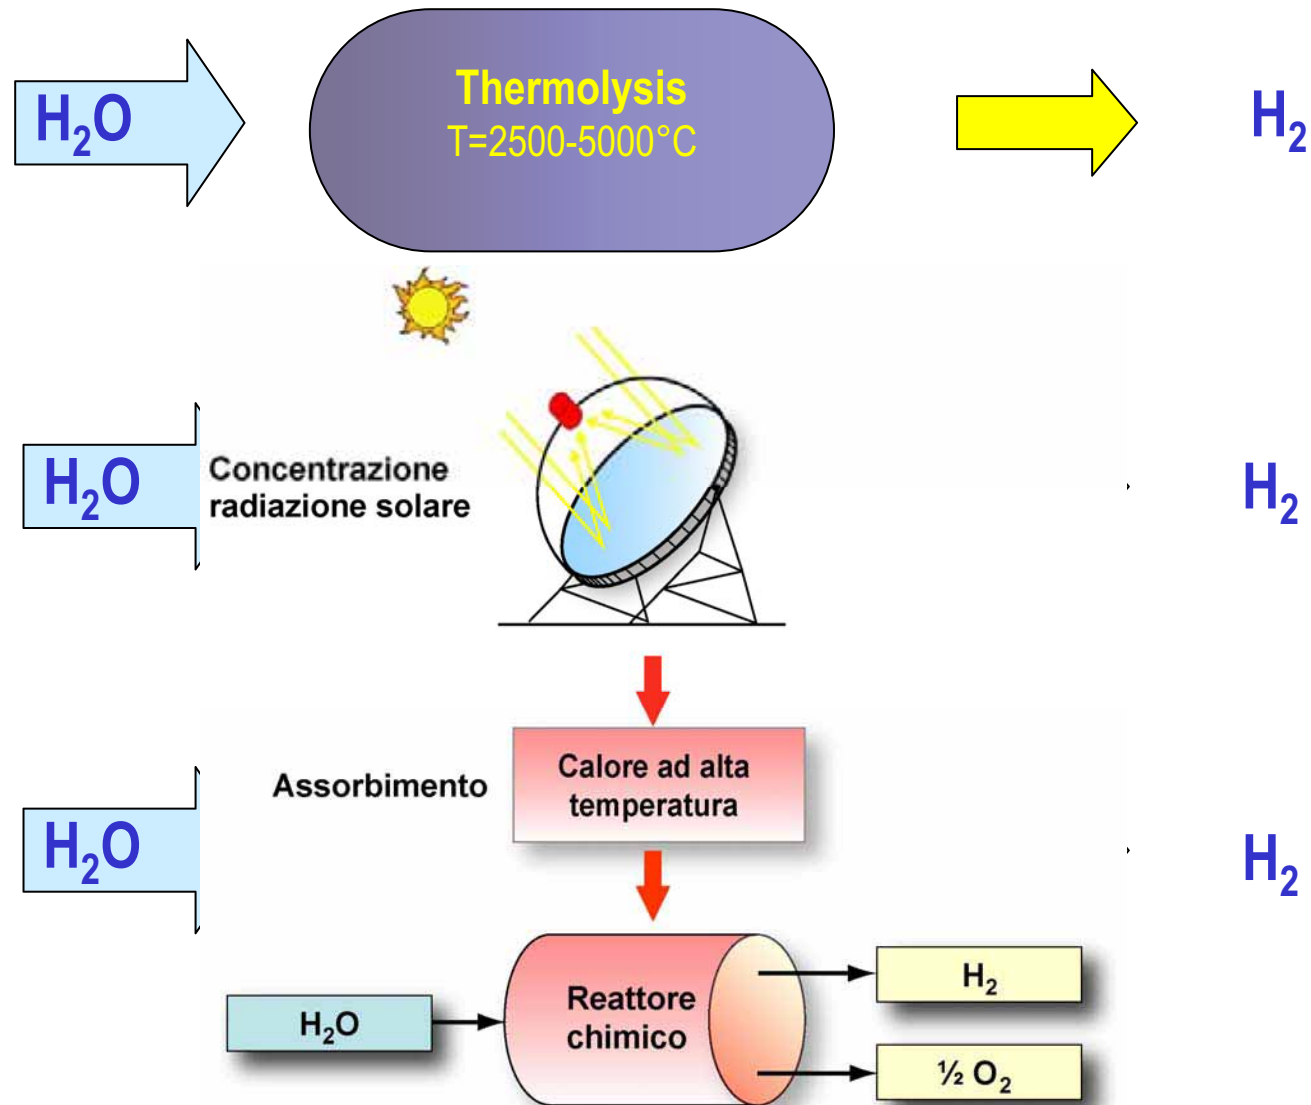 H₂O
Thermolysis
T=2500-5000°C
H₂
H₂O
Concentrazione
radiazione solare
H₂
Assorbimento
Calore ad alta
temperatura
H₂O
H₂
H₂O
Reattore
chimico
H₂
½ O₂